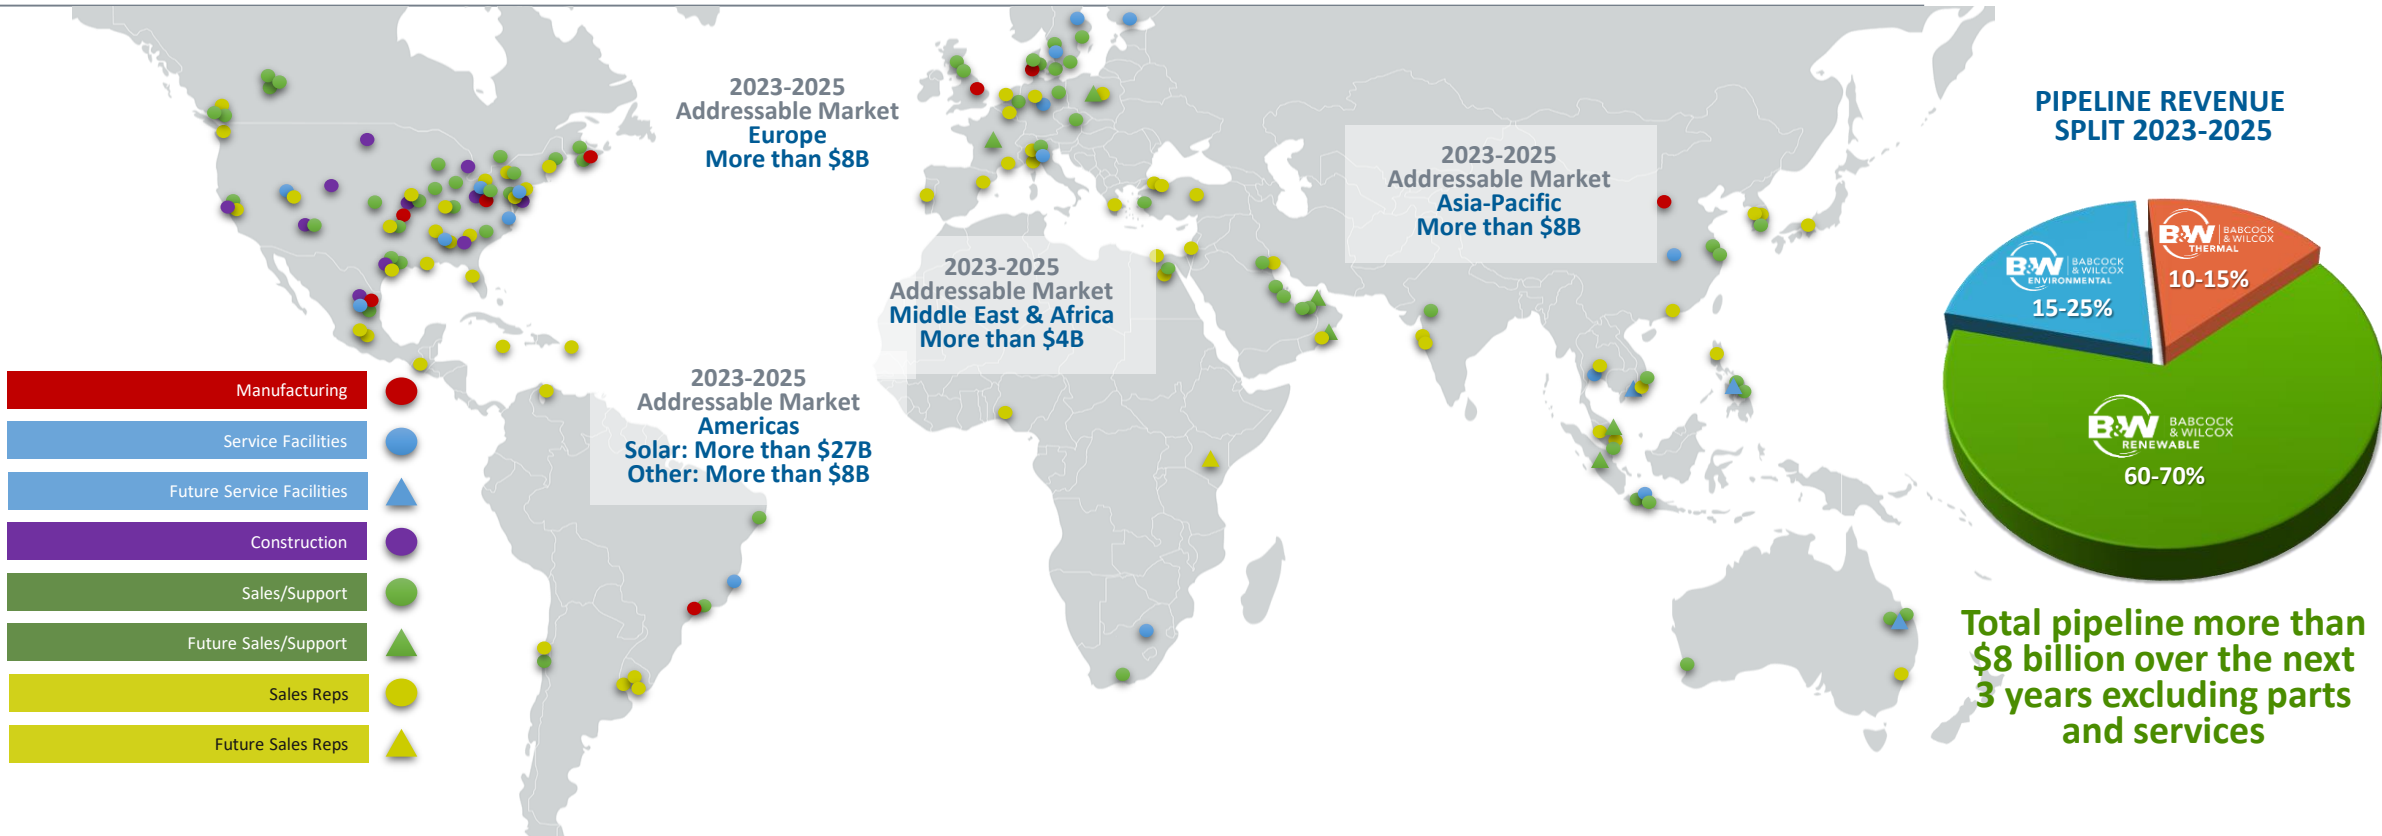 2023-2025
Addressable Market
Europe
More than $8B
2023-2025
Addressable Market
Asia-Pacific
More than $8B
2023-2025
Addressable Market
Middle East & Africa
More than $4B
2023-2025
Addressable Market
Americas
Solar: More than $27B
Other: More than $8B
Manufacturing
Service Facilities
Future Service Facilities
Construction
Sales/Support
Future Sales/Support
Sales Reps
Future Sales Reps
PIPELINE REVENUE
SPLIT 2023-2025
B&W BABCOCK
& WILCOX
THERMAL
10-15%
B&W BABCOCK
& WILCOX
ENVIRONMENTAL
15-25%
B&W BABCOCK
& WILCOX
RENEWABLE
60-70%
Total pipeline more than
$8 billion over the next
3 years excluding parts
and services